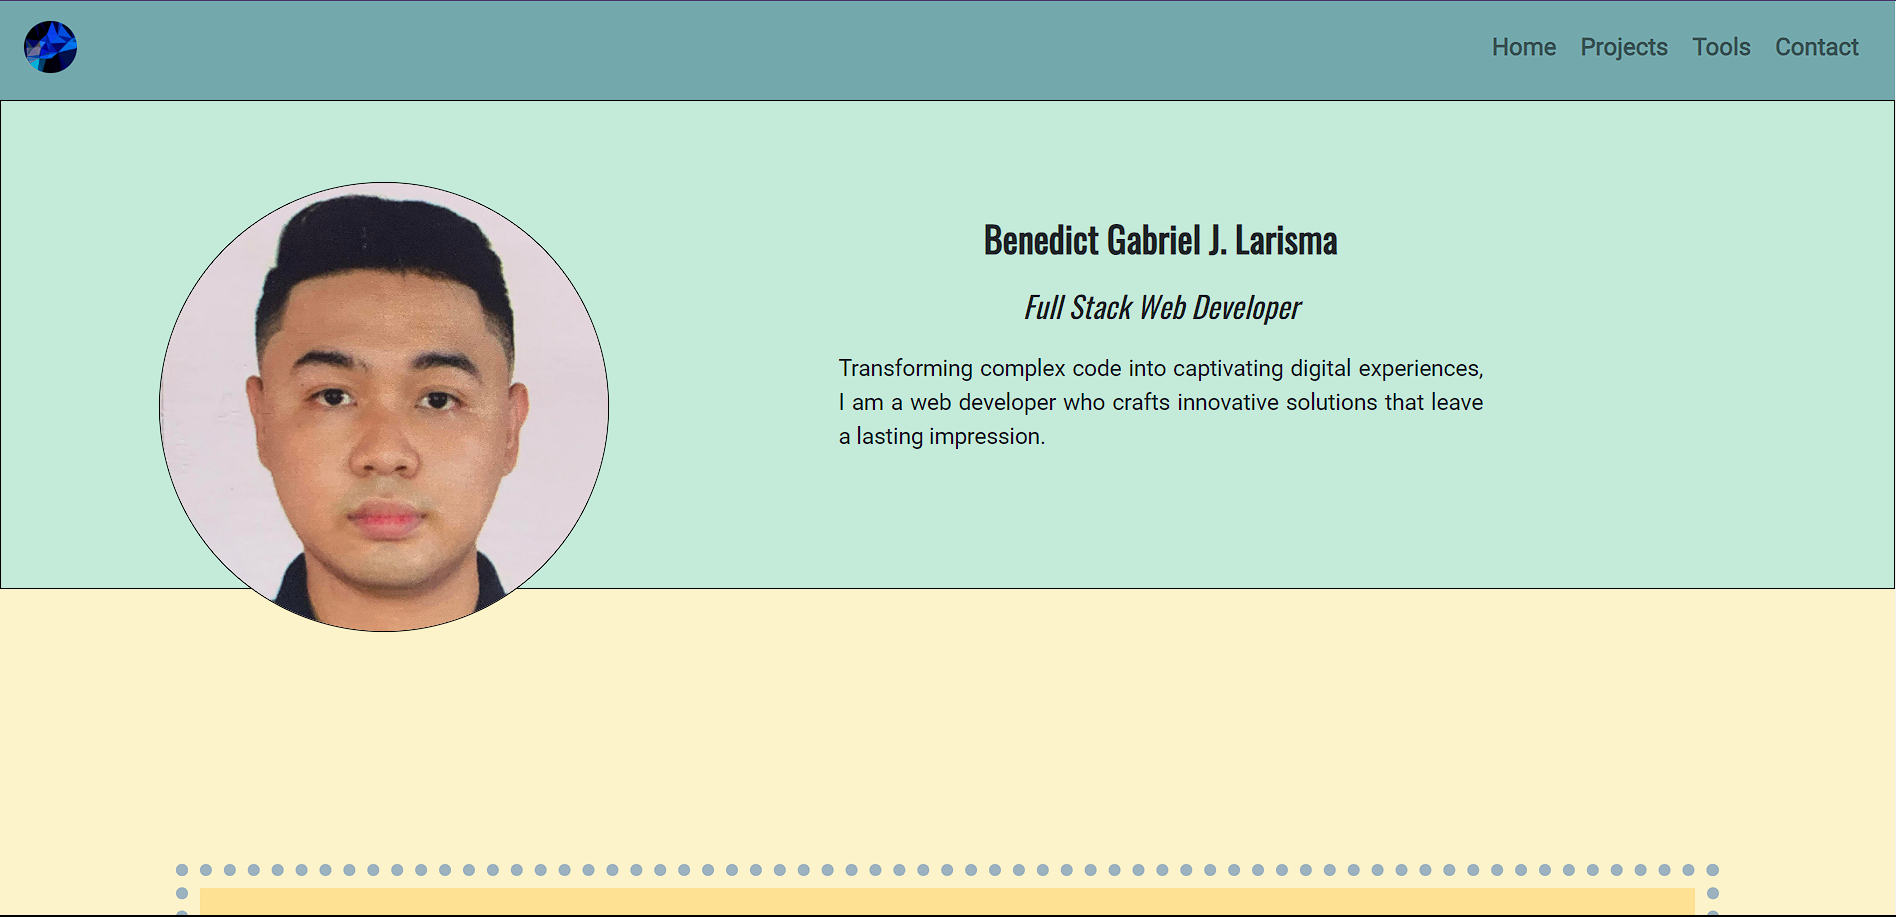 Home Projects Tools Contact
Benedict Gabriel J. Larisma
Full Stack Web Developer
Transforming complex code into captivating digital experiences,
I am a web developer who crafts innovative solutions that leave
a lasting impression.